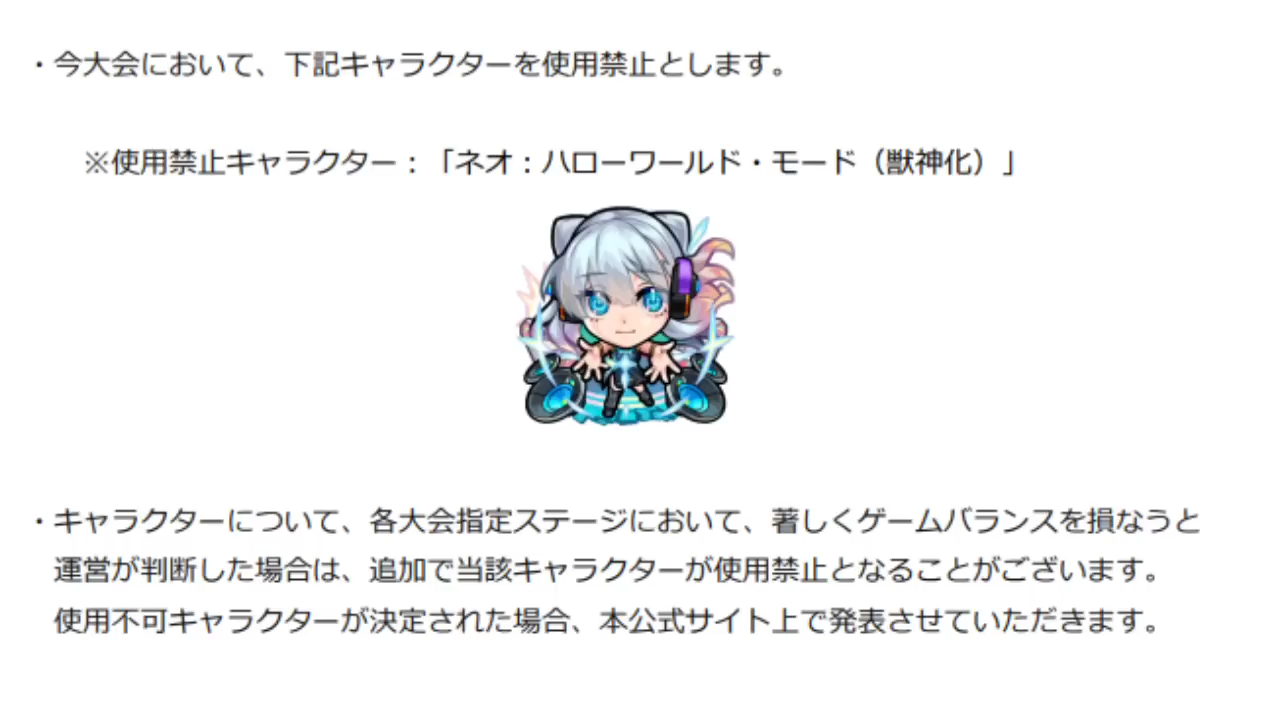 ・今大会において、下記キャラクターを使用禁止とします。
※使用禁止キャラクター：「ネオ：ハローワールド・モード（獣神化）」
・キャラクターについて、各大会指定ステージにおいて、著しくゲームバランスを損なうと
運営が判断した場合は、追加で当該キャラクターが使用禁止となることがございます。
使用不可キャラクターが決定された場合、本公式サイト上で発表させていただきます。